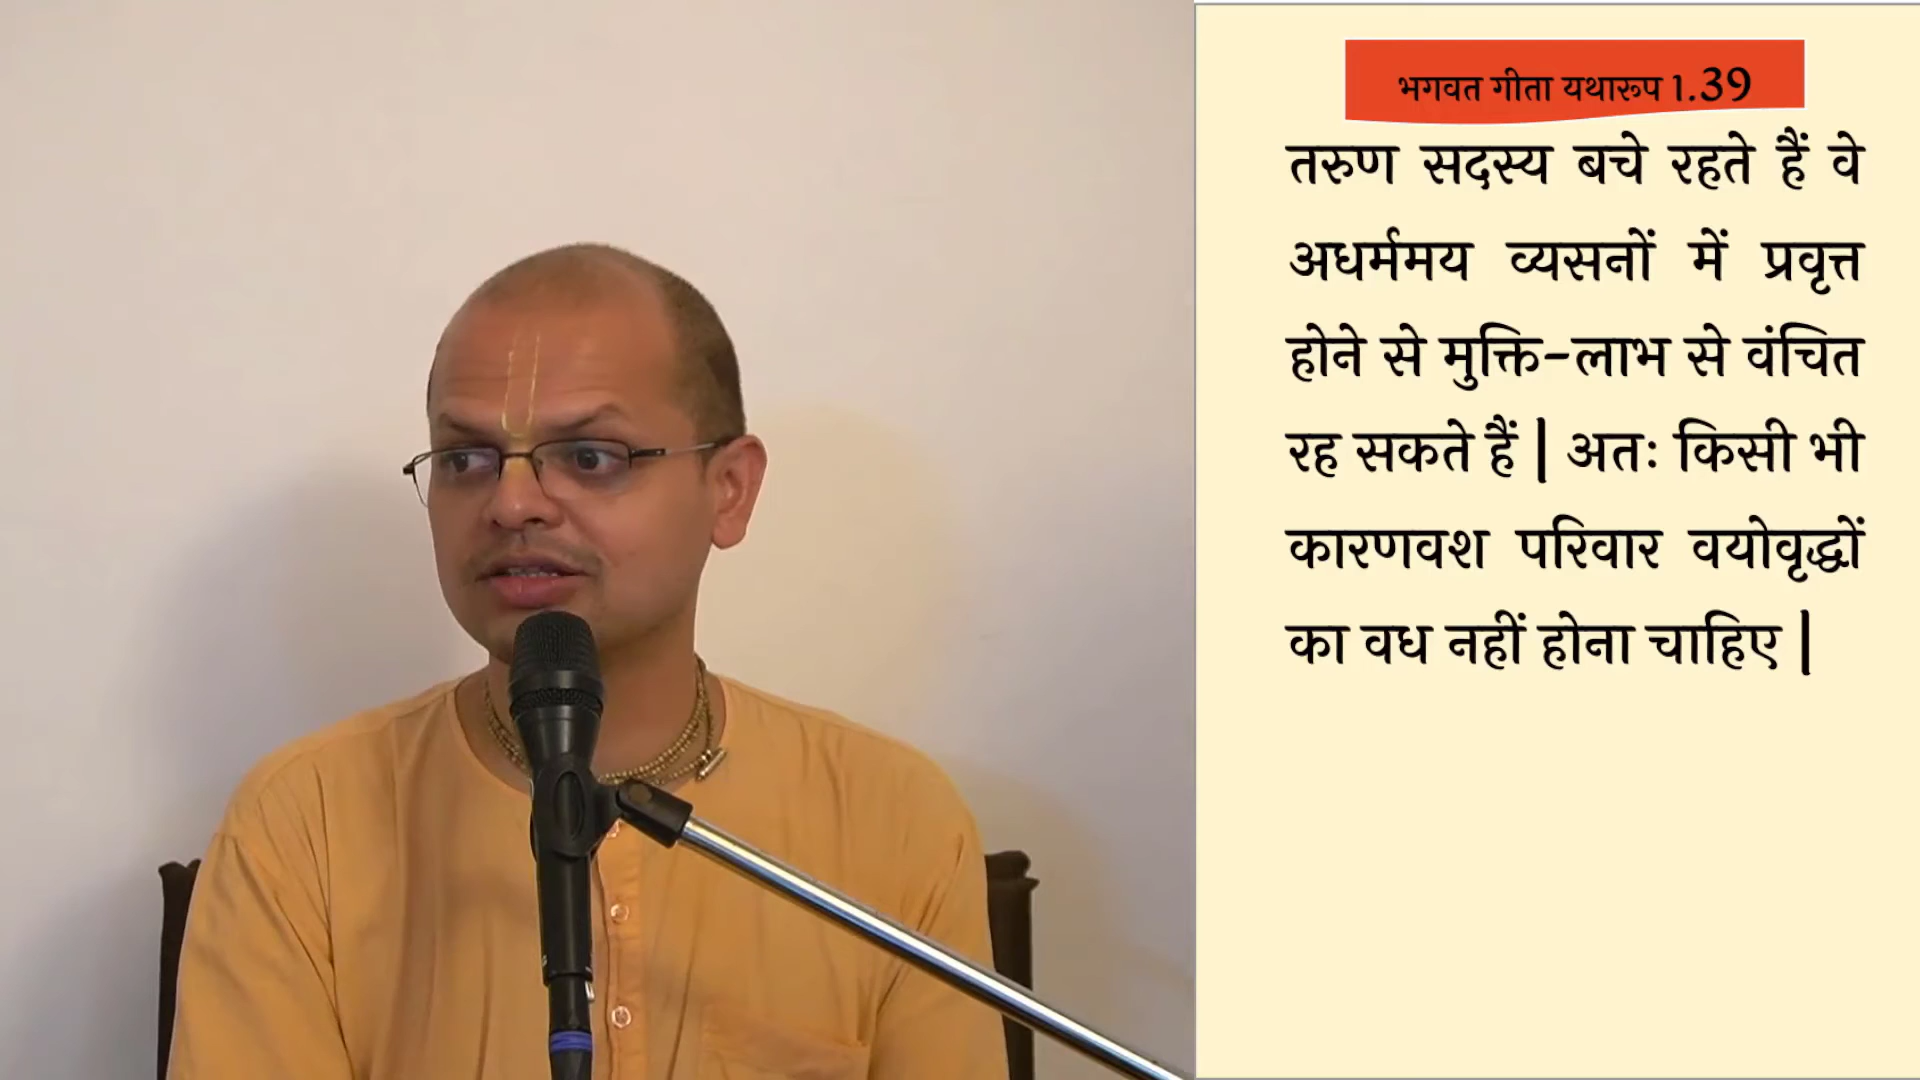 भगवत गीता यथारूप 1.39
तरुण सदस्य बचे रहते हैं वे
अधर्ममय व्यसनों में प्रवृत्त
होने से मुक्ति-लाभ से वंचित
रह सकते हैं | अतः किसी भी
कारणवश परिवार वयोवृद्धों
का वध नहीं होना चाहिए |